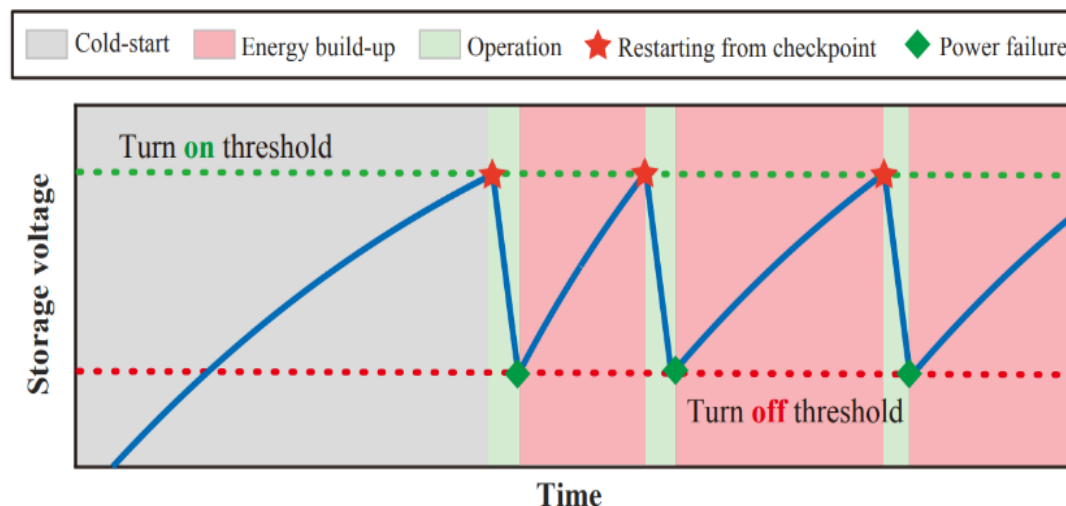 Cold-start Energy build-up Operation Restarting from checkpoint Power failure
Turn on threshold
Storage voltage
Turn off threshold
Time